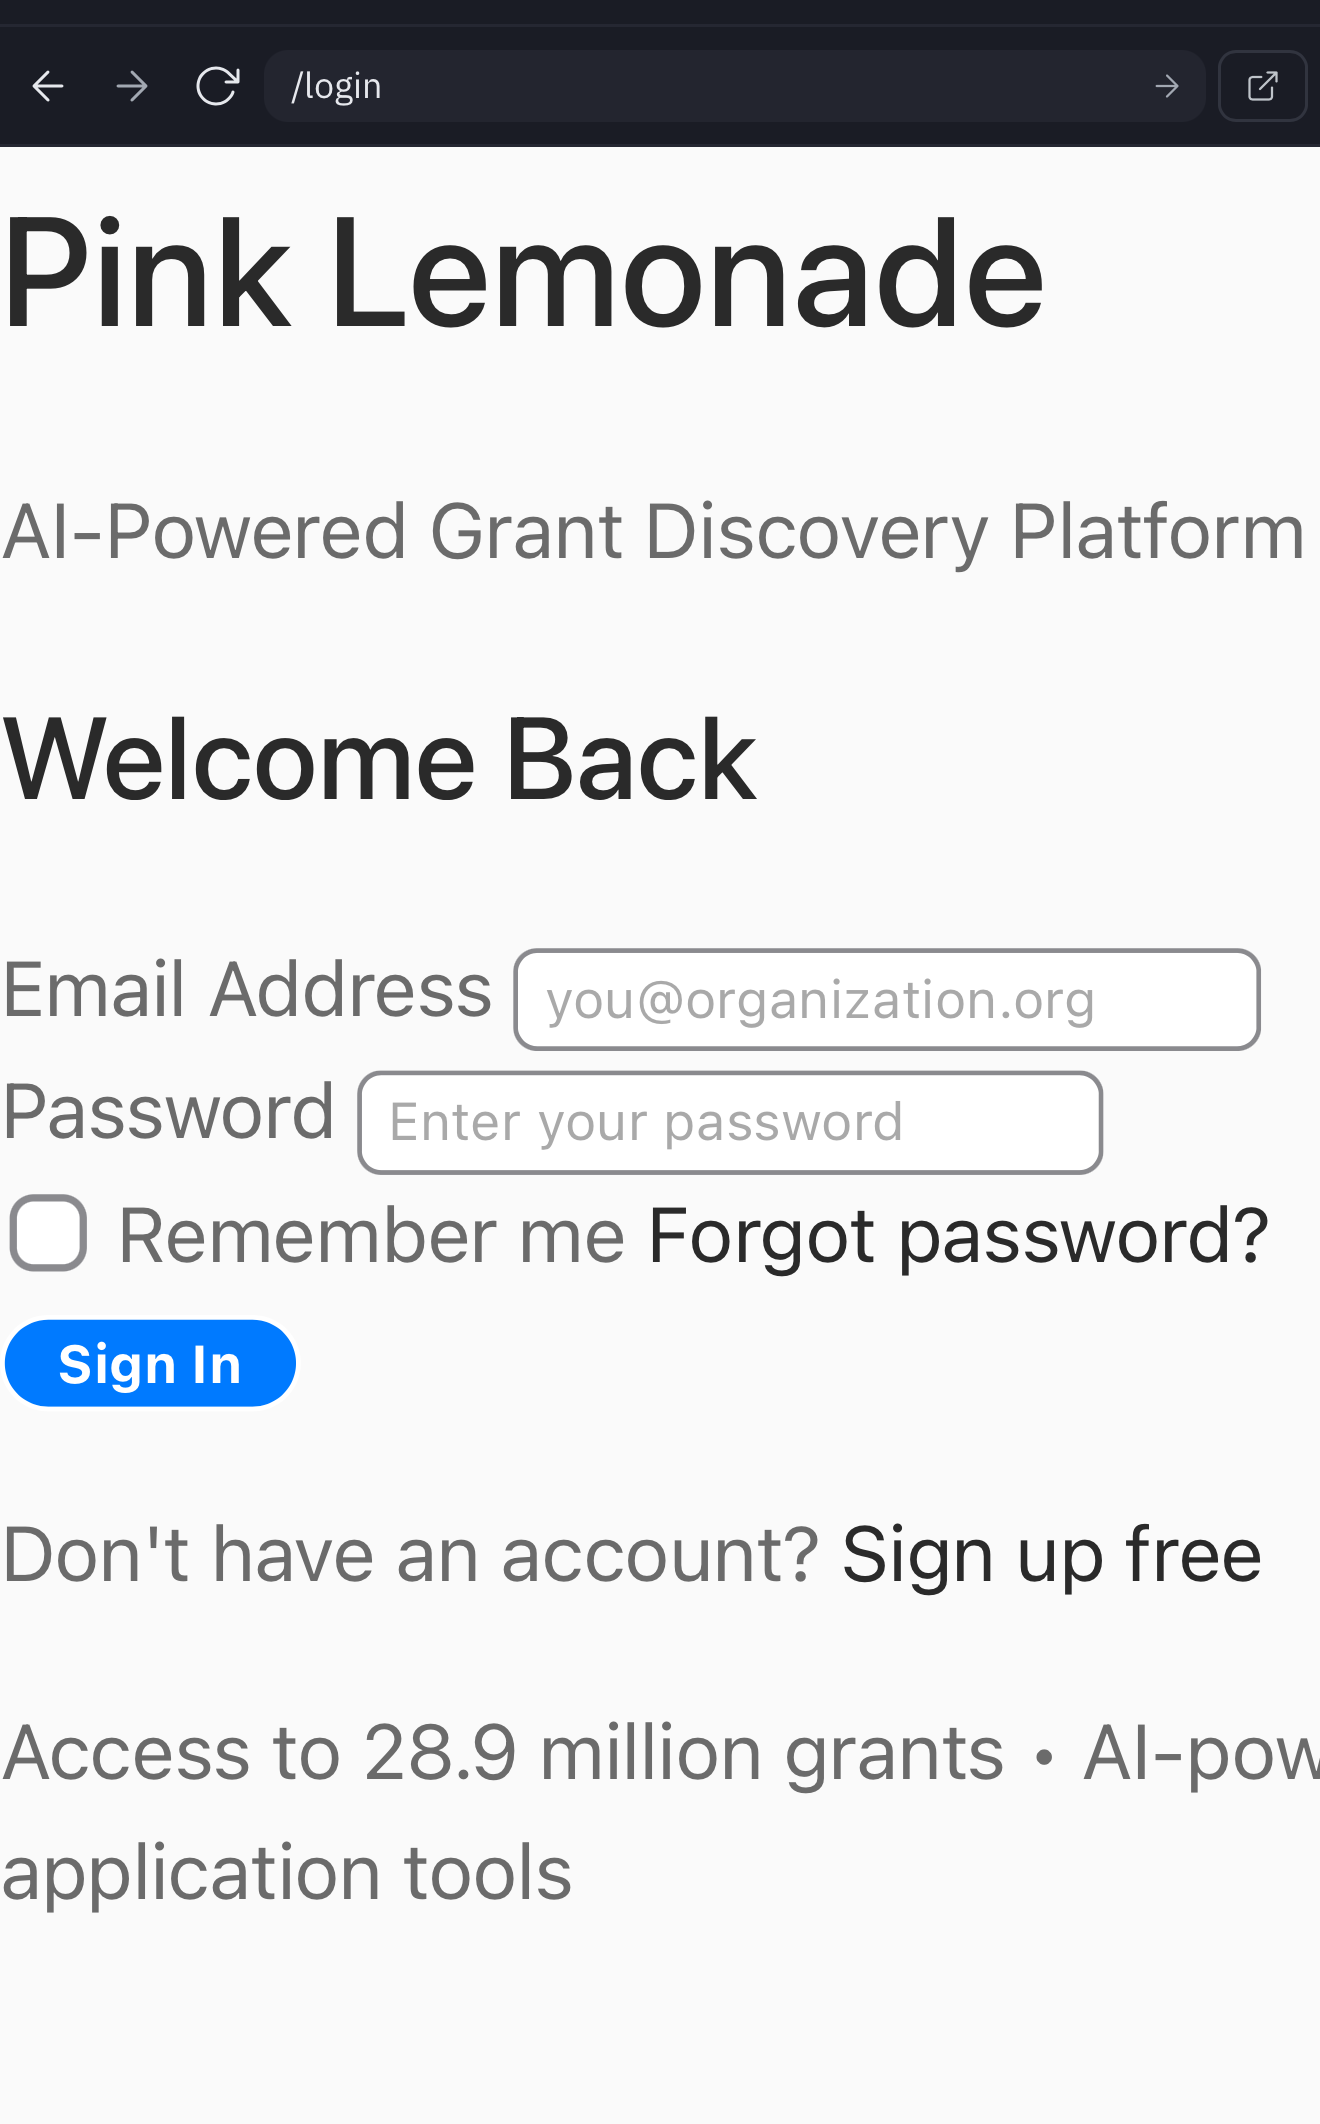 /login
Pink Lemonade
AI-Powered Grant Discovery Platform
Welcome Back
Email Address you@organization.org
Password Enter your password
Remember me Forgot password?
Sign In
Don't have an account? Sign up free
Access to 28.9 million grants • AI-pow
application tools